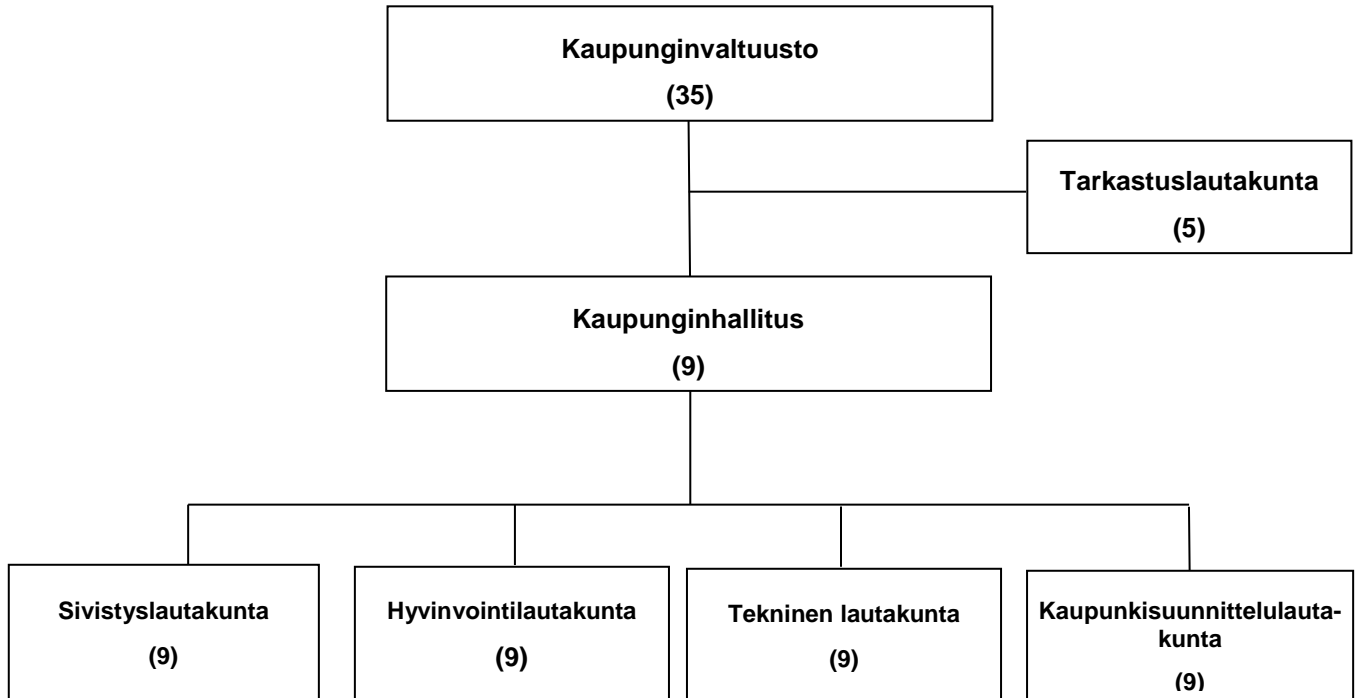 Kaupunginvaltuusto
(35)
Tarkastuslautakunta
(5)
Kaupunginhallitus
(9)
Sivistyslautakunta
(9)
Hyvinvointilautakunta
(9)
Tekninen lautakunta
(9)
Kaupunkisuunnittelulauta-
kunta
(9)